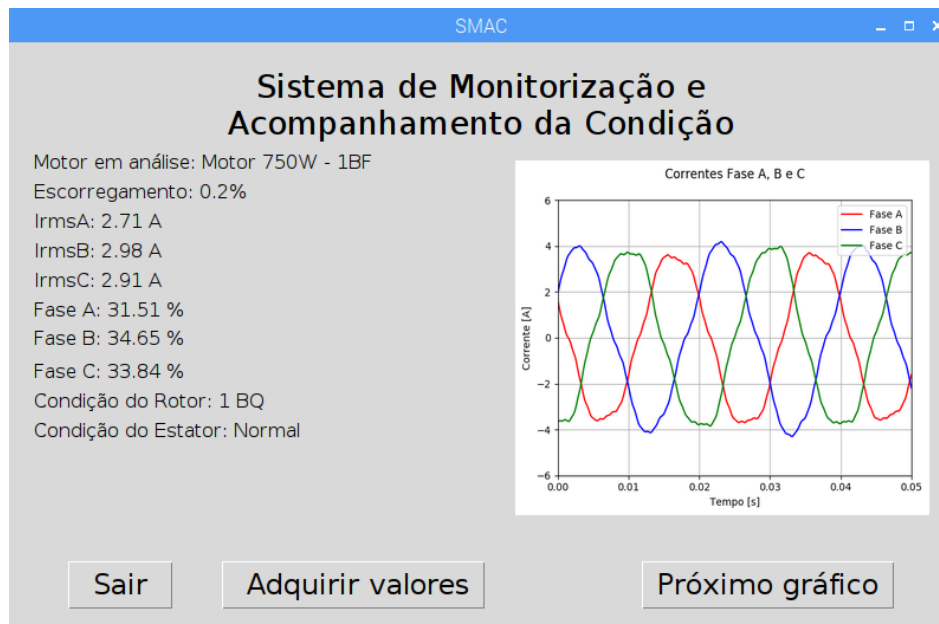 SMAC
Sistema de Monitorização e
Acompanhamento da Condição
Motor em análise: Motor 750W - 1BF
Escorregamento: 0.2%
IrmsA: 2.71 A
IrmsB: 2.98 A
IrmsC: 2.91 A
Fase A: 31.51 %
Fase B: 34.65 %
Fase C: 33.84 %
Condição do Rotor: 1 BQ
Condição do Estator: Normal
Correntes Fase A, B e C
Fase A
Fase B
Fase C
Corrente [A]
6
4
2
0
−2
−4
−6
0.00 0.01 0.02 0.03 0.04 0.05
Tempo [s]
Sair
Adquirir valores
Próximo gráfico